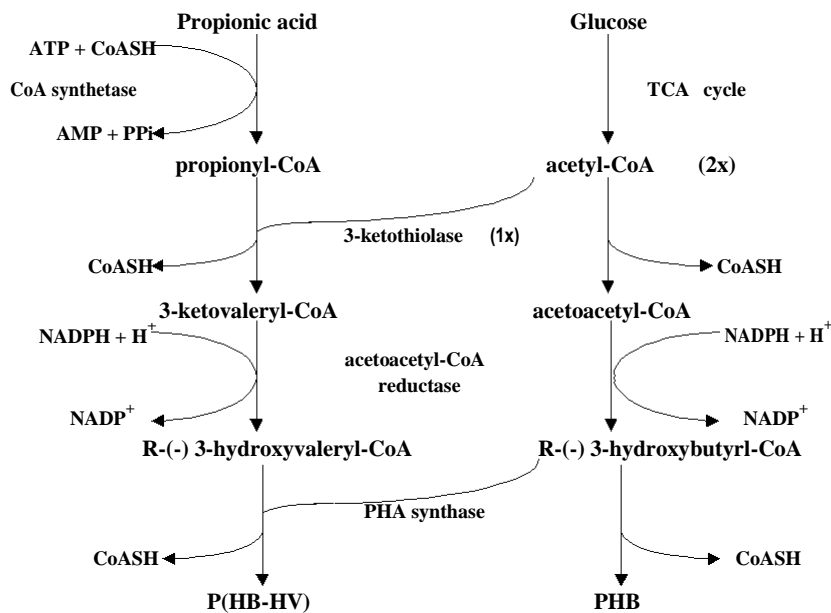 Propionic acid Glucose
ATP + CoASH
CoA synthetase TCA cycle
AMP + PPi
propionyl-CoA acetyl-CoA (2x)
3-ketothiolase (1x)
CoASH CoASH
3-ketovaleryl-CoA acetoacetyl-CoA
NADPH + H+ NADPH + H+
acetoacetyl-CoA
reductase
NADP+ NADP+
R-(-) 3-hydroxyvaleryl-CoA R-(-) 3-hydroxybutyrl-CoA
PHA synthase
CoASH CoASH
P(HB-HV) PHB